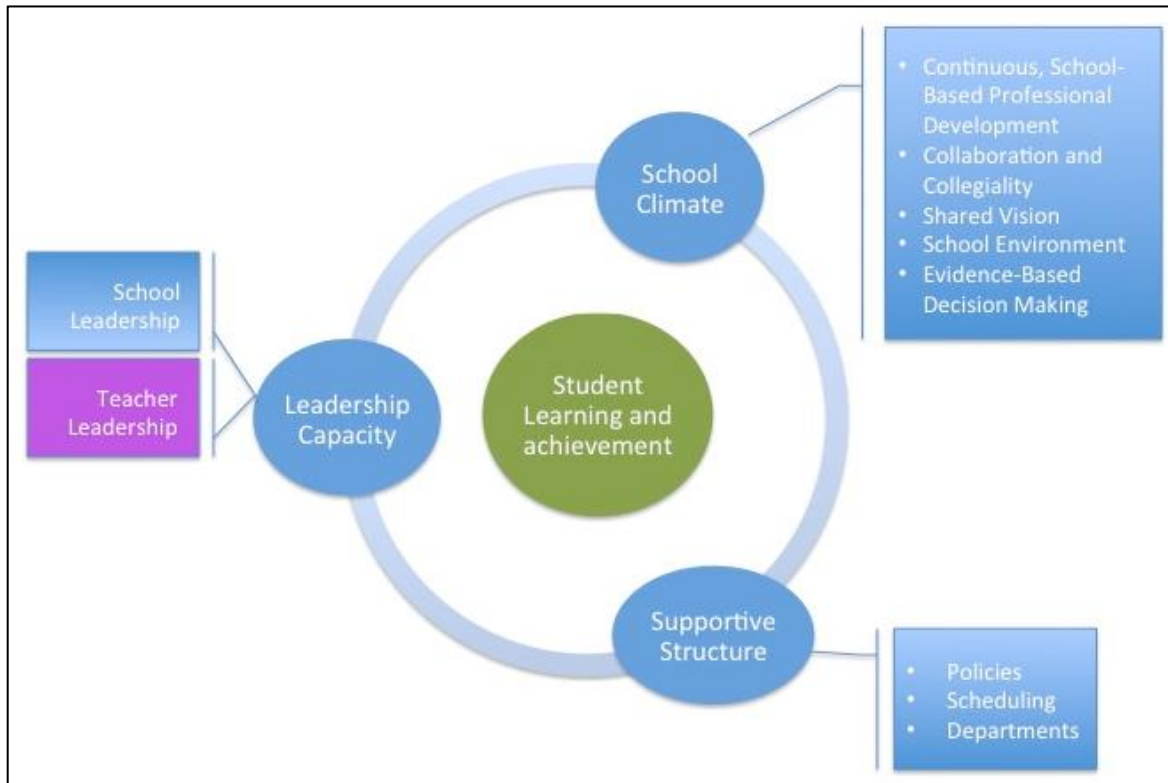 School
Climate
• Continuous, School-
Based Professional
Development
• Collaboration and
Collegiality
• Shared Vision
• School Environment
• Evidence-Based
Decision Making
School
Leadership
Teacher
Leadership
Leadership
Capacity
Student
Learning and
achievement
Supportive
Structure
• Policies
• Scheduling
• Departments